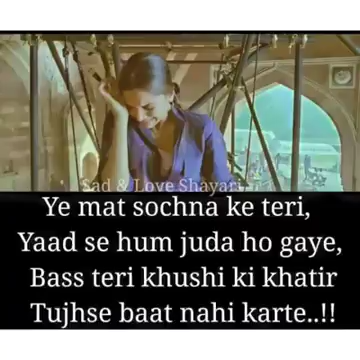 Sad & Love Shayari
Ye mat sochna ke teri,
Yaad se hum juda ho gaye,
Bass teri khushi ki khatir
Tujhse baat nahi karte..!!